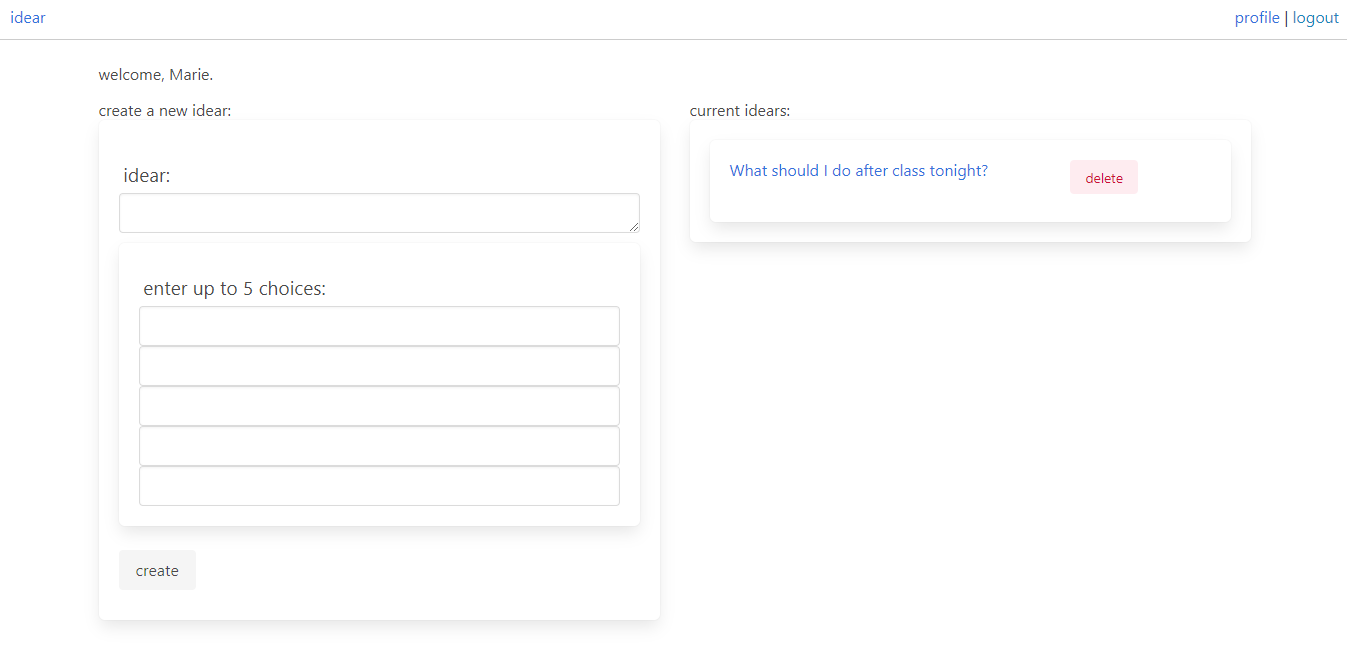 idear
profile | logout
welcome, Marie.
create a new idear:
idear:
enter up to 5 choices:
create
current idears:
What should I do after class tonight?
delete